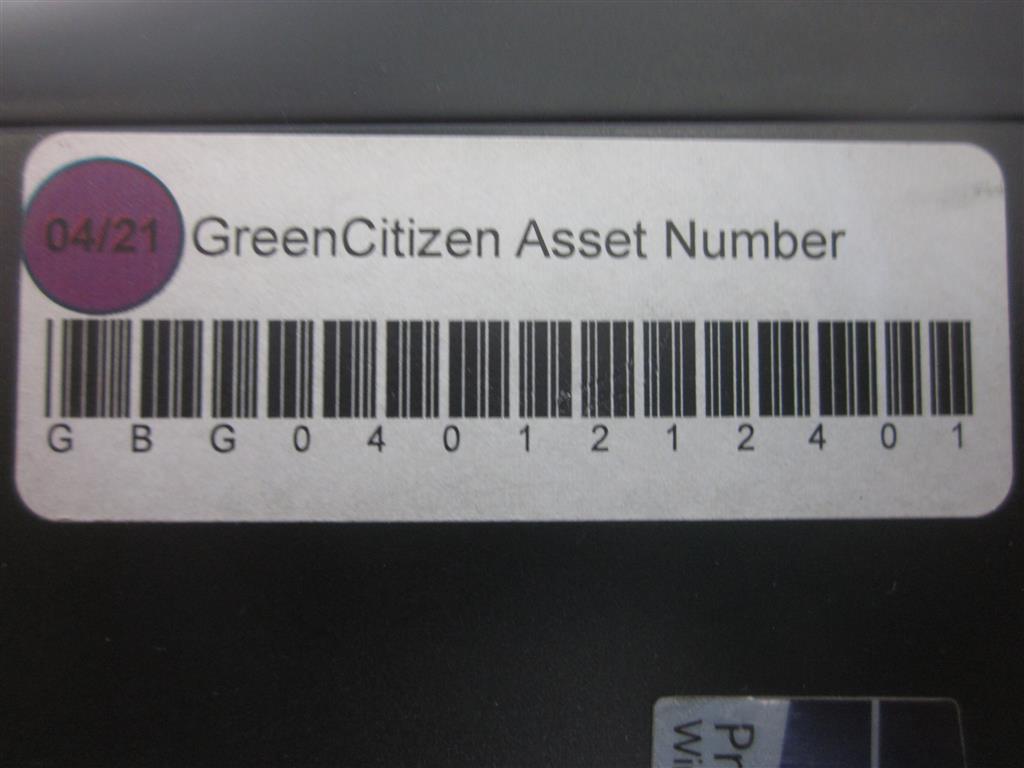 04/21 GreenCitizen Asset Number
G B G 0 4 0 1 2 1 2 4 0 1